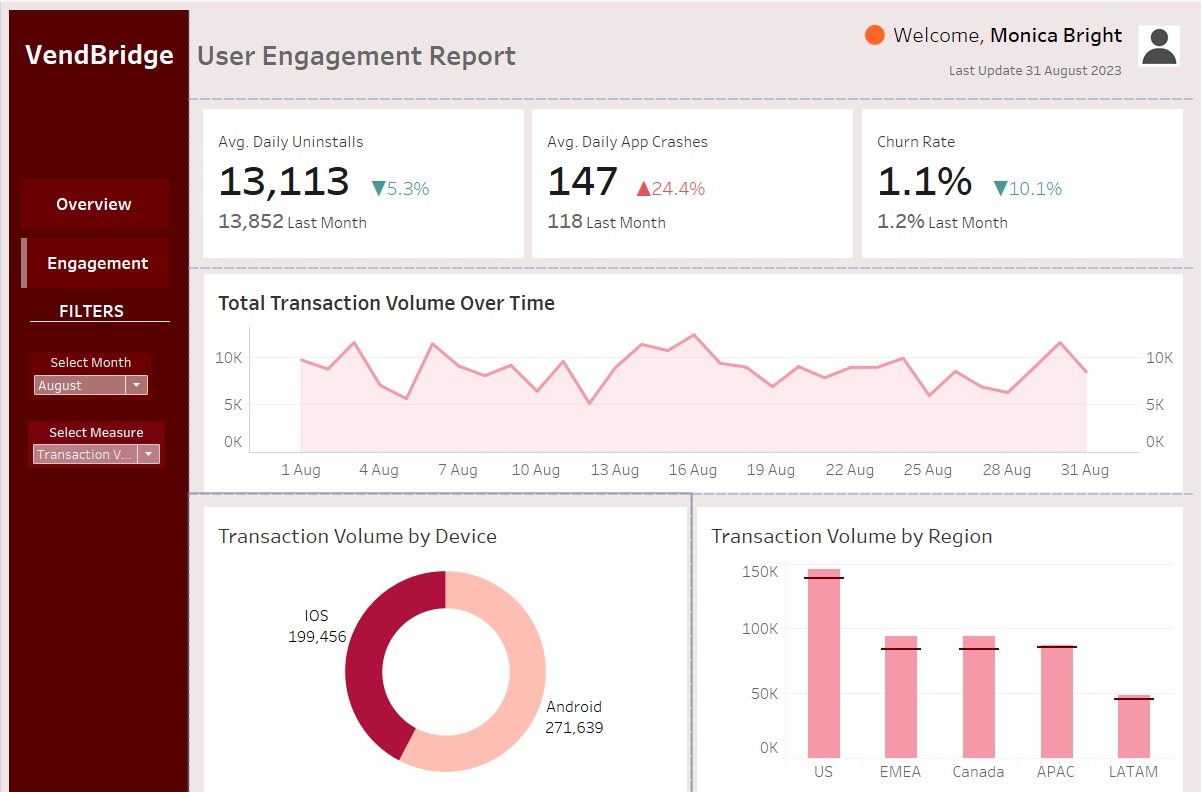 VendBridge
User Engagement Report
Welcome, Monica Bright
Last Update 31 August 2023
Overview
Engagement
FILTERS
Select Month
August
Select Measure
Transaction V...
Avg. Daily Uninstalls
13,113 ▼5.3%
13,852 Last Month
Avg. Daily App Crashes
147 ▲24.4%
118 Last Month
Churn Rate
1.1% ▼10.1%
1.2% Last Month
Total Transaction Volume Over Time
10K 10K
5K 5K
0K 0K
1 Aug 4 Aug 7 Aug 10 Aug 13 Aug 16 Aug 19 Aug 22 Aug 25 Aug 28 Aug 31 Aug
Transaction Volume by Device
IOS
199,456
Android
271,639
Transaction Volume by Region
150K
100K
50K
0K
US EMEA Canada APAC LATAM